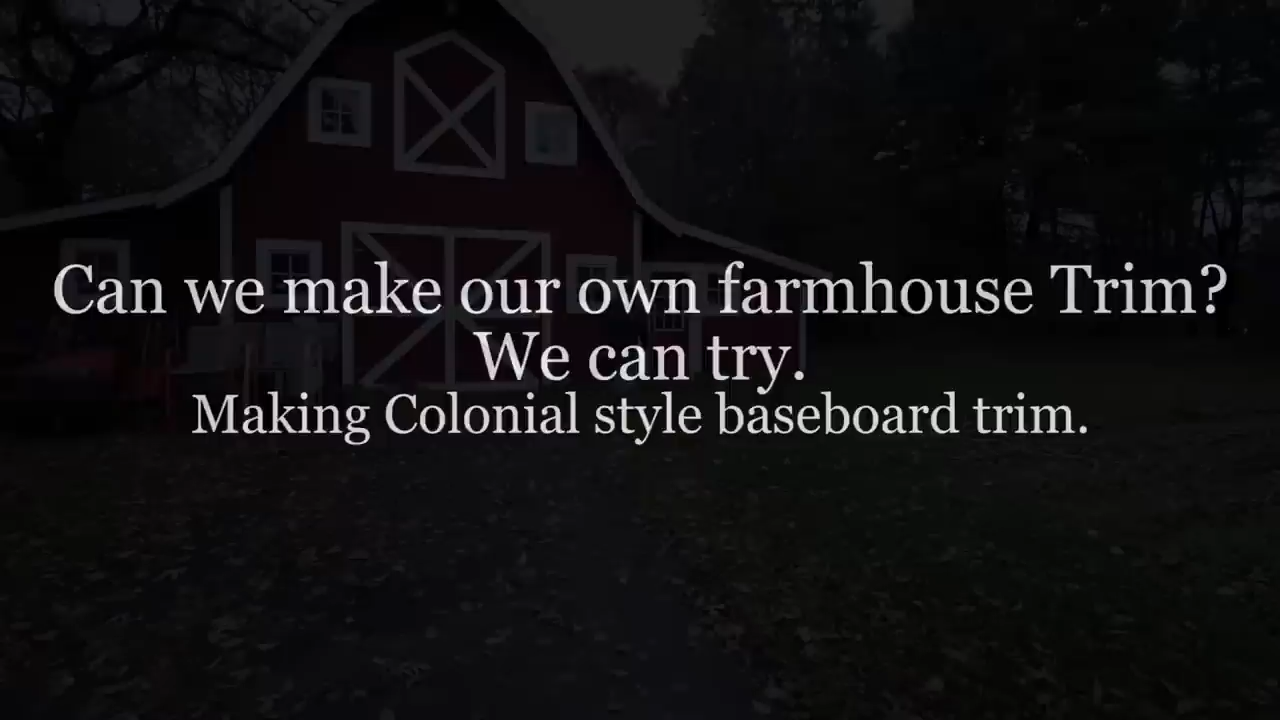 Can we make our own farmhouse Trim?
We can try.
Making Colonial style baseboard trim.